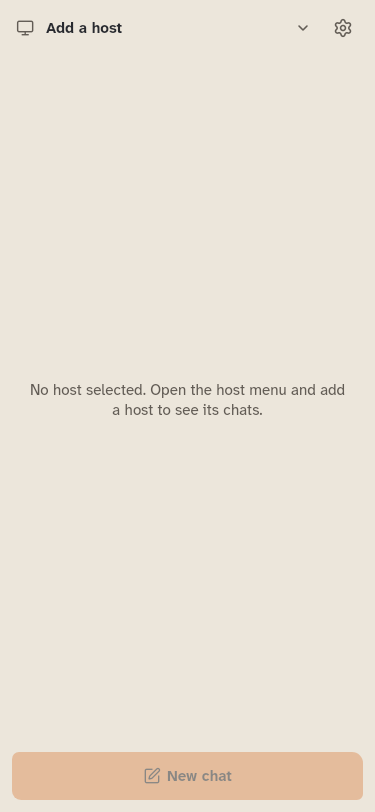 Add a host
No host selected. Open the host menu and add
a host to see its chats.
New chat